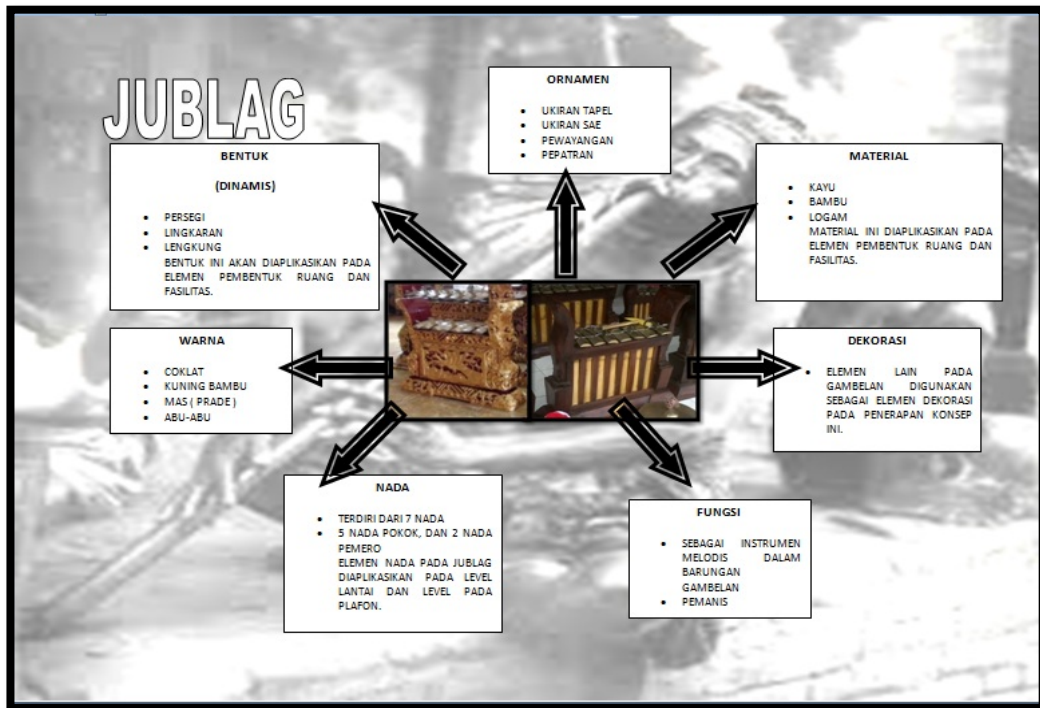 JUBLAG
BENTUK
(DINAMIS)
• PERSEGI
• LINGKARAN
• LENGKUNG
BENTUK INI AKAN DIAPLIKASIKAN PADA
ELEMEN PEMBENTUK RUANG DAN
FASILITAS.
ORNAMEN
• UKIRAN TAPEL
• UKIRAN SAE
• PEWAYANGAN
• PEPATRAN
MATERIAL
• KAYU
• BAMBU
• LOGAM
MATERIAL INI DIAPLIKASIKAN PADA
ELEMEN PEMBENTUK RUANG DAN
FASILITAS.
WARNA
• COKLAT
• KUNING BAMBU
• MAS ( PRADE )
• ABU-ABU
DEKORASI
• ELEMEN LAIN PADA
GAMBELAN DIGUNAKAN
SEBAGAI ELEMEN DEKORASI
PADA PENERAPAN KONSEP
INI.
NADA
• TERDIRI DARI 7 NADA
• 5 NADA POKOK, DAN 2 NADA
PEMERO
ELEMEN NADA PADA JUBLAG
DIAPLIKASIKAN PADA LEVEL
LANTAI DAN LEVEL PADA
PLAFON.
FUNGSI
• SEBAGAI INSTRUMEN
MELODIS DALAM
BARUNGAN
GAMBELAN
• PEMANIS